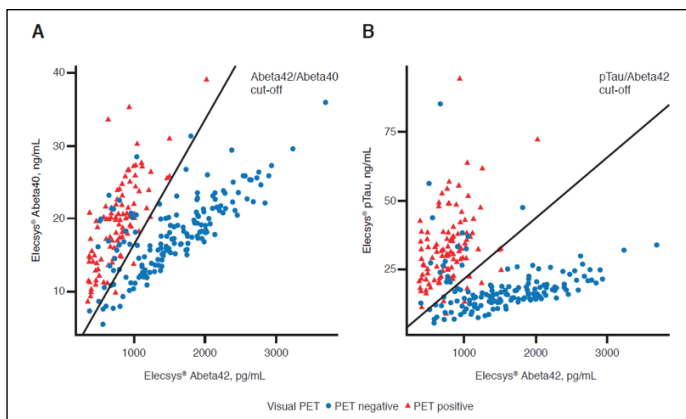 A
B
Abeta42/Abeta40
cut-off
pTau/Abeta42
cut-off
Elecsys® Abeta40, ng/mL
40
30
20
10
1000
2000
3000
Elecsys® Abeta42, pg/mL
Elecsys® pTau, ng/mL
75
50
25
1000
2000
3000
Elecsys® Abeta42, pg/mL
Visual PET PET negative PET positive